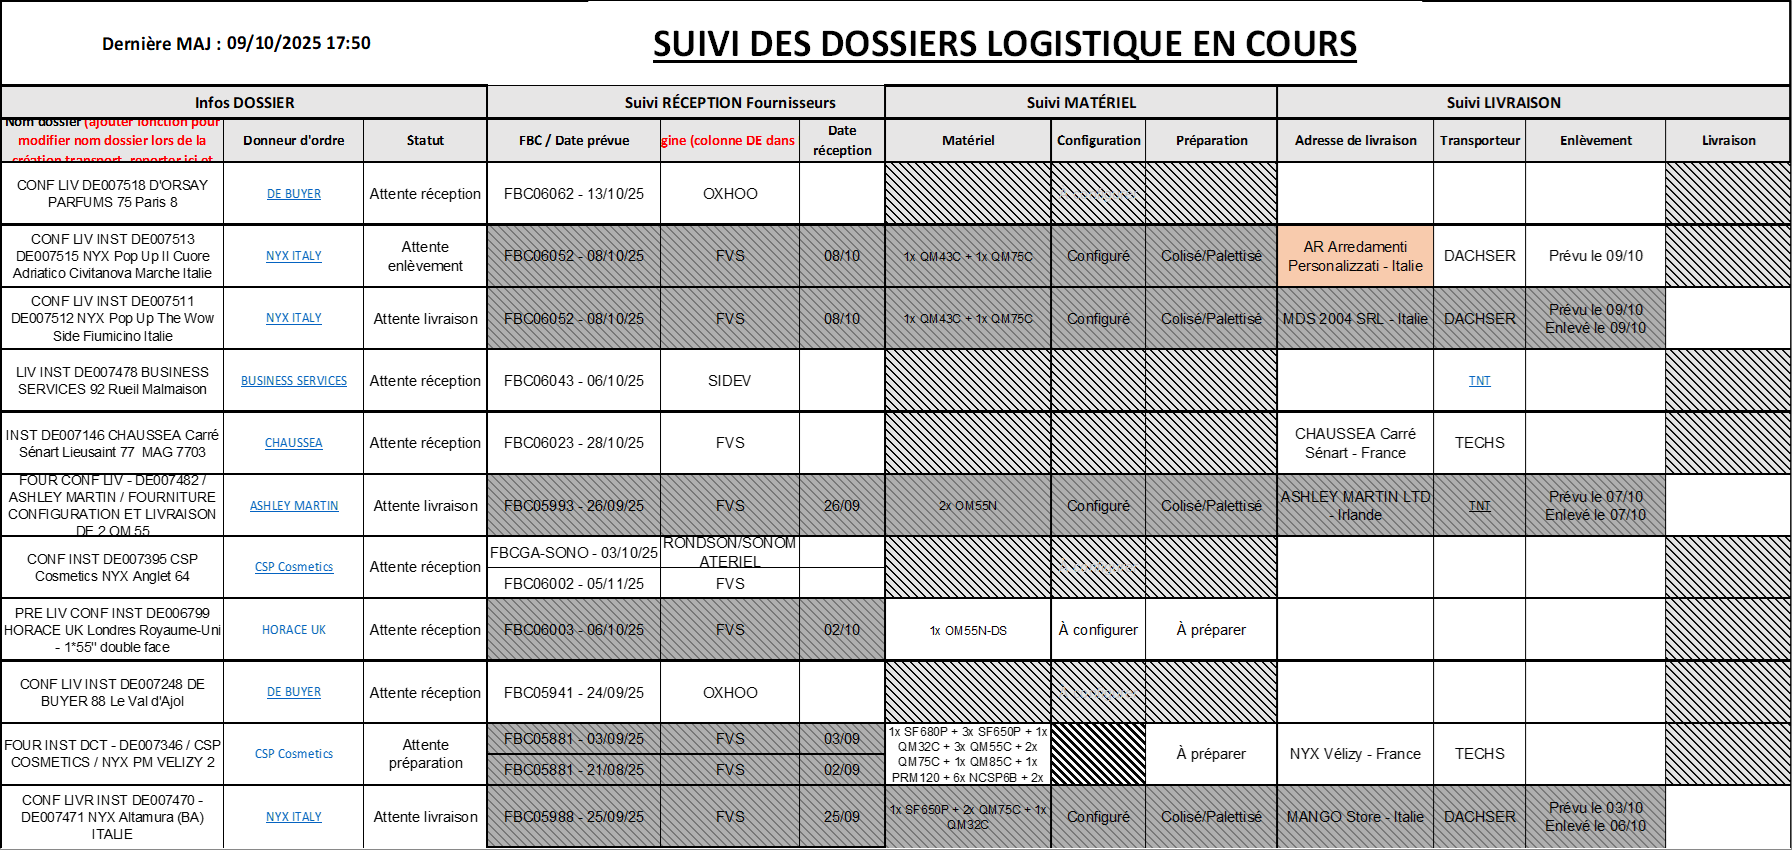 Dernière MAJ : 09/10/2025 17:50
SUIVI DES DOSSIERS LOGISTIQUE EN COURS
Infos DOSSIER
Suivi RÉCEPTION Fournisseurs
Suivi MATÉRIEL
Suivi LIVRAISON
Nom dossier (ajouter fonction pour
modifier nom dossier lors de la
création transport, reporter ici et
Donneur d'ordre
Statut
FBC / Date prévue
gine (colonne DE dans
Date
réception
Matériel
Configuration
Préparation
Adresse de livraison
Transporteur
Enlèvement
Livraison
CONF LIV DE007518 D'ORSAY
PARFUMS 75 Paris 8
DE BUYER
Attente réception
FBC06062 - 13/10/25
OXHOO
CONF LIV INST DE007513
DE007515 NYX Pop Up Il Cuore
Adriatico Civitanova Marche Italie
NYX ITALY
Attente
enlèvement
FBC06052 - 08/10/25
FVS
08/10
1x QM43C + 1x QM75C
Configuré
Colisé/Palettisé
AR Arredamenti
Personalizzati - Italie
DACHSER
Prévu le 09/10
CONF LIV INST DE007511
DE007512 NYX Pop Up The Wow
Side Fiumicino Italie
NYX ITALY
Attente livraison
FBC06052 - 08/10/25
FVS
08/10
1x QM43C + 1x QM75C
Configuré
Colisé/Palettisé
MDS 2004 SRL - Italie
DACHSER
Prévu le 09/10
Enlevé le 09/10
LIV INST DE007478 BUSINESS
SERVICES 92 Rueil Malmaison
BUSINESS SERVICES
Attente réception
FBC06043 - 06/10/25
SIDEV
TNT
INST DE007146 CHAUSSEA Carré
Sénart Lieusaint 77 MAG 7703
CHAUSSEA
Attente réception
FBC06023 - 28/10/25
FVS
CHAUSSEA Carré
Sénart - France
TECHS
FOUR CONF LIV - DE007482 /
ASHLEY MARTIN / FOURNITURE
CONFIGURATION ET LIVRAISON
DE 2 OM 55
ASHLEY MARTIN
Attente livraison
FBC05993 - 26/09/25
FVS
26/09
2x OM55N
Configuré
Colisé/Palettisé
ASHLEY MARTIN LTD
- Irlande
TNT
Prévu le 07/10
Enlevé le 07/10
CONF INST DE007395 CSP
Cosmetics NYX Anglet 64
CSP Cosmetics
Attente réception
FBCGA-SONO - 03/10/25
RONDSON/SONOM
ATERIEL
FBC06002 - 05/11/25
FVS
PRE LIV CONF INST DE006799
HORACE UK Londres Royaume-Uni
- 1*55" double face
HORACE UK
Attente réception
FBC06003 - 06/10/25
FVS
02/10
1x OM55N-DS
À configurer
À préparer
CONF LIV INST DE007248 DE
BUYER 88 Le Val d'Ajol
DE BUYER
Attente réception
FBC05941 - 24/09/25
OXHOO
FOUR INST DCT - DE007346 / CSP
COSMETICS / NYX PM VELIZY 2
CSP Cosmetics
Attente
préparation
FBC05881 - 03/09/25
FVS
03/09
FBC05881 - 21/08/25
FVS
02/09
1x SF680P + 3x SF650P + 1x
QM32C + 3x QM55C + 2x
QM75C + 1x QM85C + 1x
PRM120 + 6x NCSP6B + 2x
À préparer
NYX Vélizy - France
TECHS
CONF LIVR INST DE007470 -
DE007471 NYX Altamura (BA)
ITALIE
NYX ITALY
Attente livraison
FBC05988 - 25/09/25
FVS
25/09
1x SF650P + 2x QM75C + 1x
QM32C
Configuré
Colisé/Palettisé
MANGO Store - Italie
DACHSER
Prévu le 03/10
Enlevé le 06/10